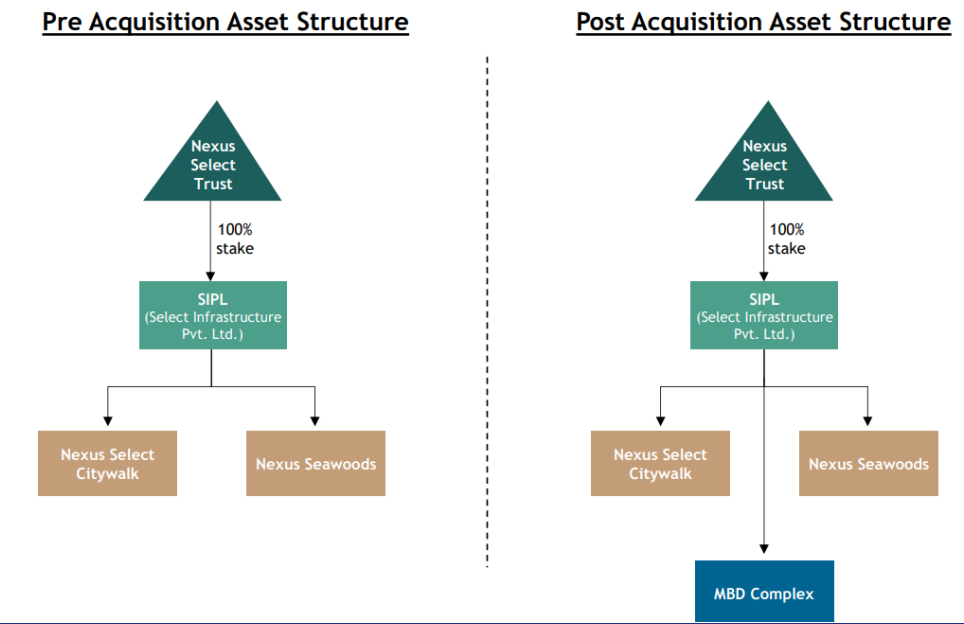 Pre Acquisition Asset Structure
Nexus
Select
Trust
100%
stake
SIPL
(Select Infrastructure
Pvt. Ltd.)
Nexus Select
Citywalk
Nexus Seawoods
Post Acquisition Asset Structure
Nexus
Select
Trust
100%
stake
SIPL
(Select Infrastructure
Pvt. Ltd.)
Nexus Select
Citywalk
Nexus Seawoods
MBD Complex